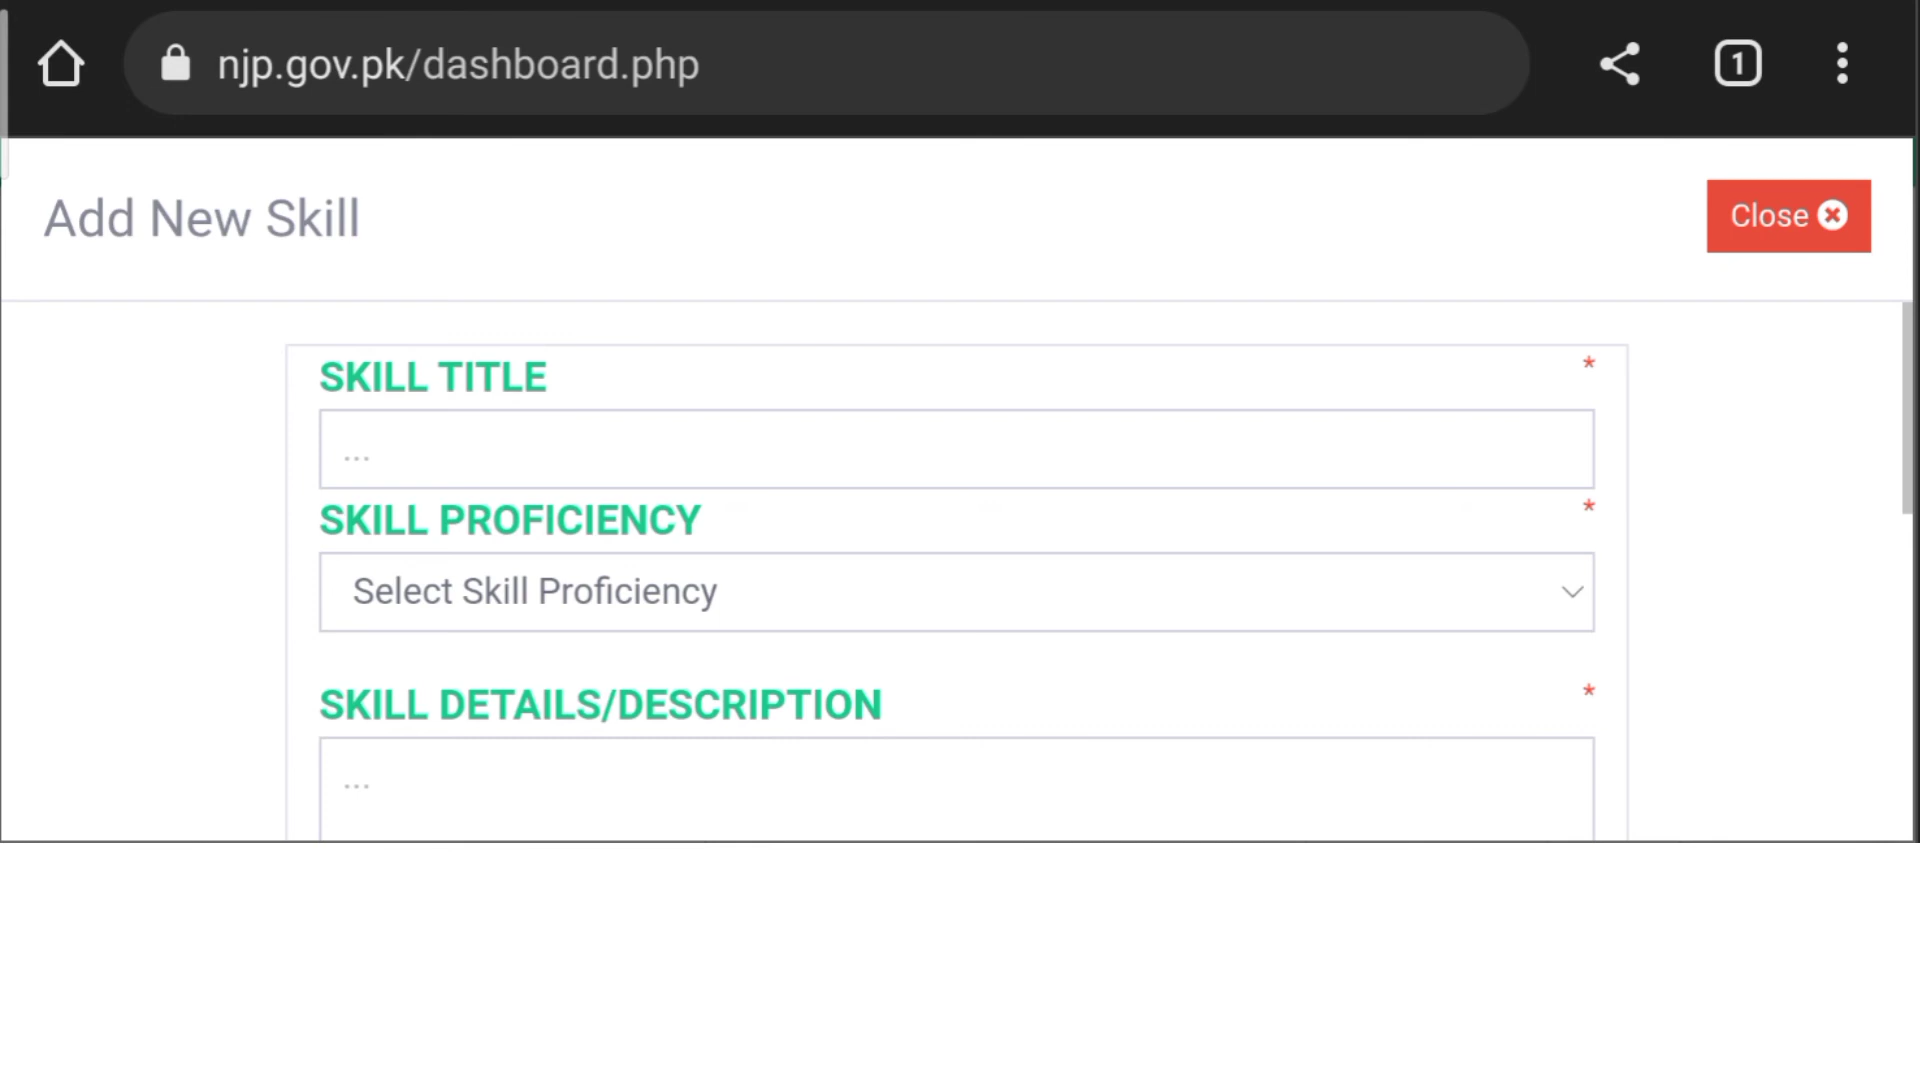 njp.gov.pk/dashboard.php
1
Add New Skill
Close
SKILL TITLE *
...
SKILL PROFICIENCY *
Select Skill Proficiency
SKILL DETAILS/DESCRIPTION *
...